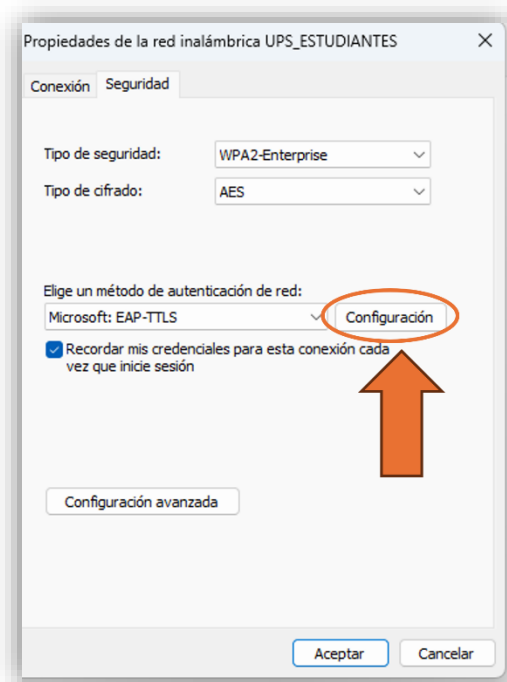 Propiedades de la red inalámbrica UPS_ESTUDIANTES
Conexión Seguridad
Tipo de seguridad: WPA2-Enterprise
Tipo de cifrado: AES
Elige un método de autenticación de red:
Microsoft: EAP-TTLS Configuración
Recordar mis credenciales para esta conexión cada
vez que inicie sesión
Configuración avanzada
Aceptar Cancelar